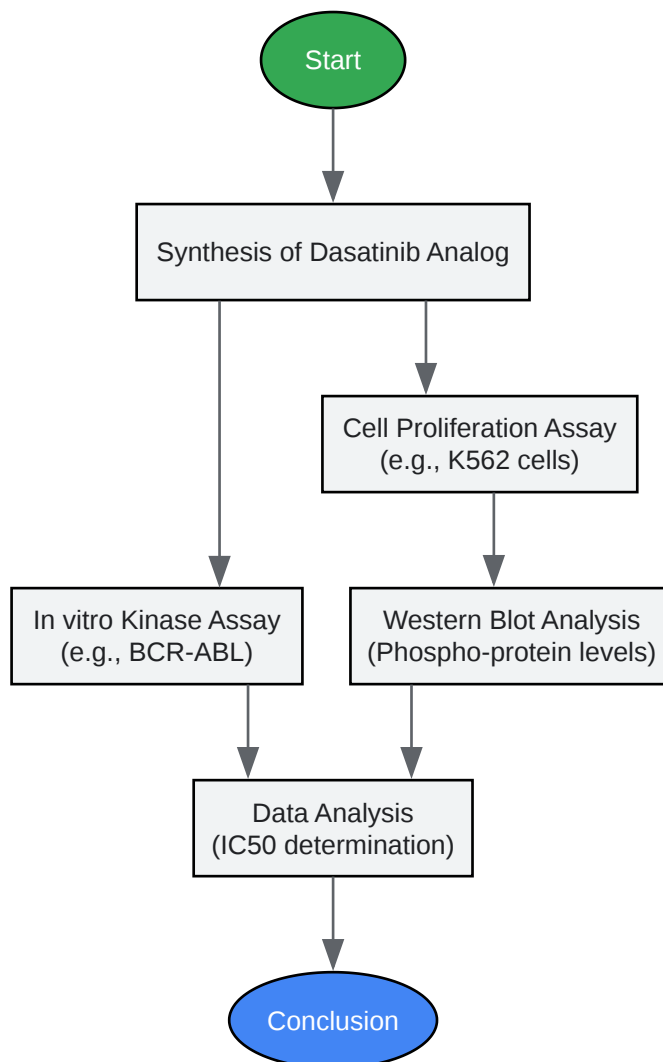 Start
Synthesis of Dasatinib Analog
Cell Proliferation Assay
(e.g., K562 cells)
In vitro Kinase Assay
(e.g., BCR-ABL)
Western Blot Analysis
(Phospho-protein levels)
Data Analysis
(IC50 determination)
Conclusion